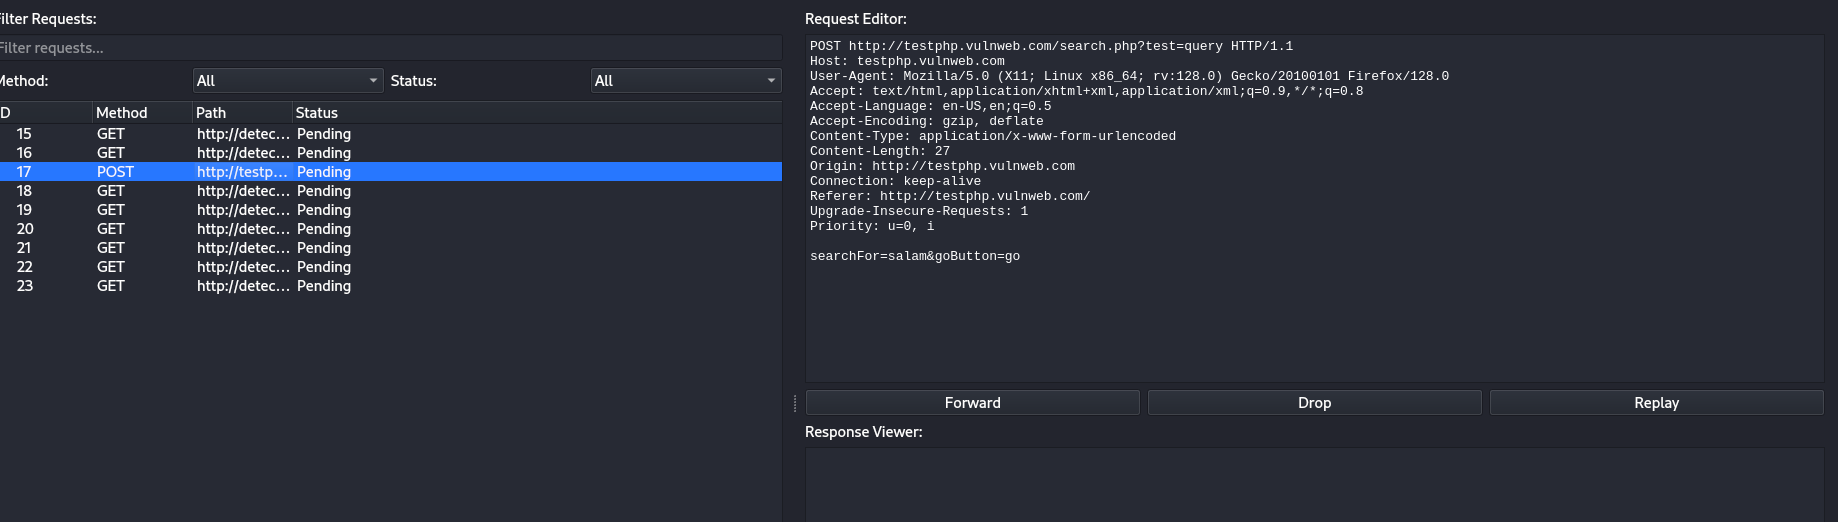 ilter Requests:
Filter requests...
Method: All Status: All
D Method Path Status
15 GET http://detec... Pending
16 GET http://detec... Pending
17 POST http://testp... Pending
18 GET http://detec... Pending
19 GET http://detec... Pending
20 GET http://detec... Pending
21 GET http://detec... Pending
22 GET http://detec... Pending
23 GET http://detec... Pending
Request Editor:
POST http://testphp.vulnweb.com/search.php?test=query HTTP/1.1
Host: testphp.vulnweb.com
User-Agent: Mozilla/5.0 (X11; Linux x86_64; rv:128.0) Gecko/20100101 Firefox/128.0
Accept: text/html,application/xhtml+xml,application/xml;q=0.9,*/*;q=0.8
Accept-Language: en-US,en;q=0.5
Accept-Encoding: gzip, deflate
Content-Type: application/x-www-form-urlencoded
Content-Length: 27
Origin: http://testphp.vulnweb.com
Connection: keep-alive
Referer: http://testphp.vulnweb.com/
Upgrade-Insecure-Requests: 1
Priority: u=0, i
searchFor=salam&goButton=go
Forward Drop Replay
Response Viewer: